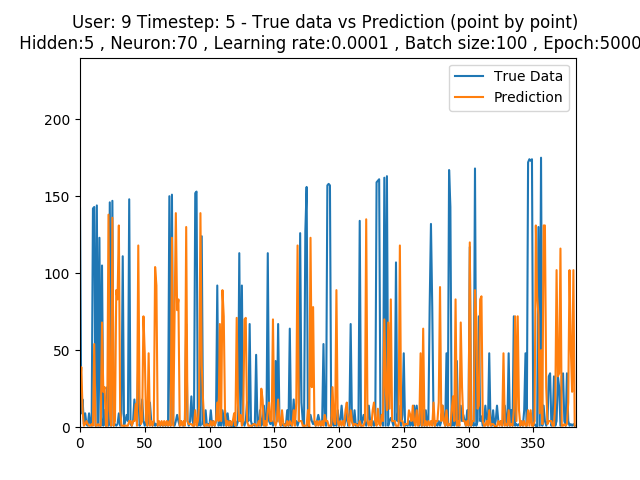 User: 9 Timestep: 5 - True data vs Prediction (point by point)
Hidden:5 , Neuron:70 , Learning rate:0.0001 , Batch size:100 , Epoch:5000
True Data
Prediction
200
150
100
50
0
0 50 100 150 200 250 300 350